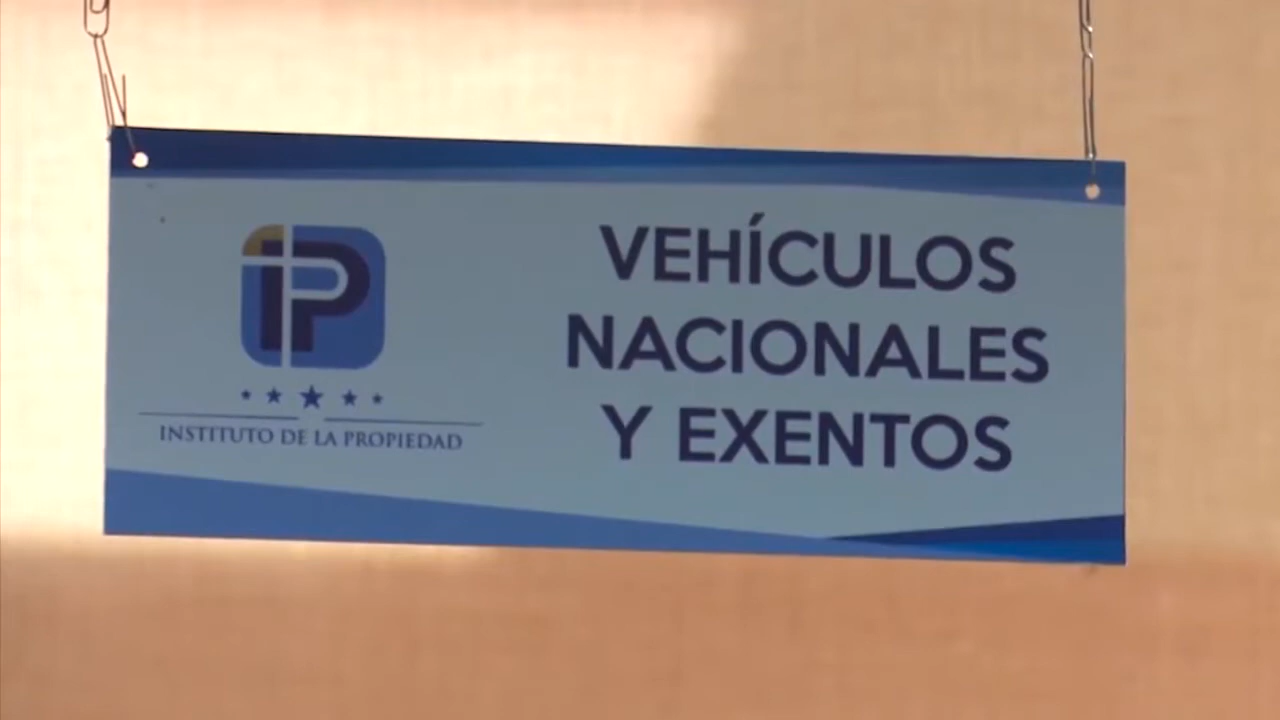 IP
INSTITUTO DE LA PROPIEDAD
VEHÍCULOS
NACIONALES
Y EXENTOS